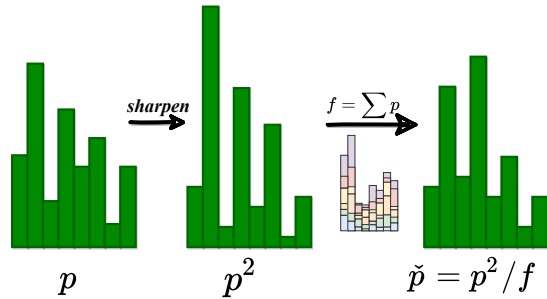 sharpen
f = ∑ p
p
p²
p̌ = p²/f